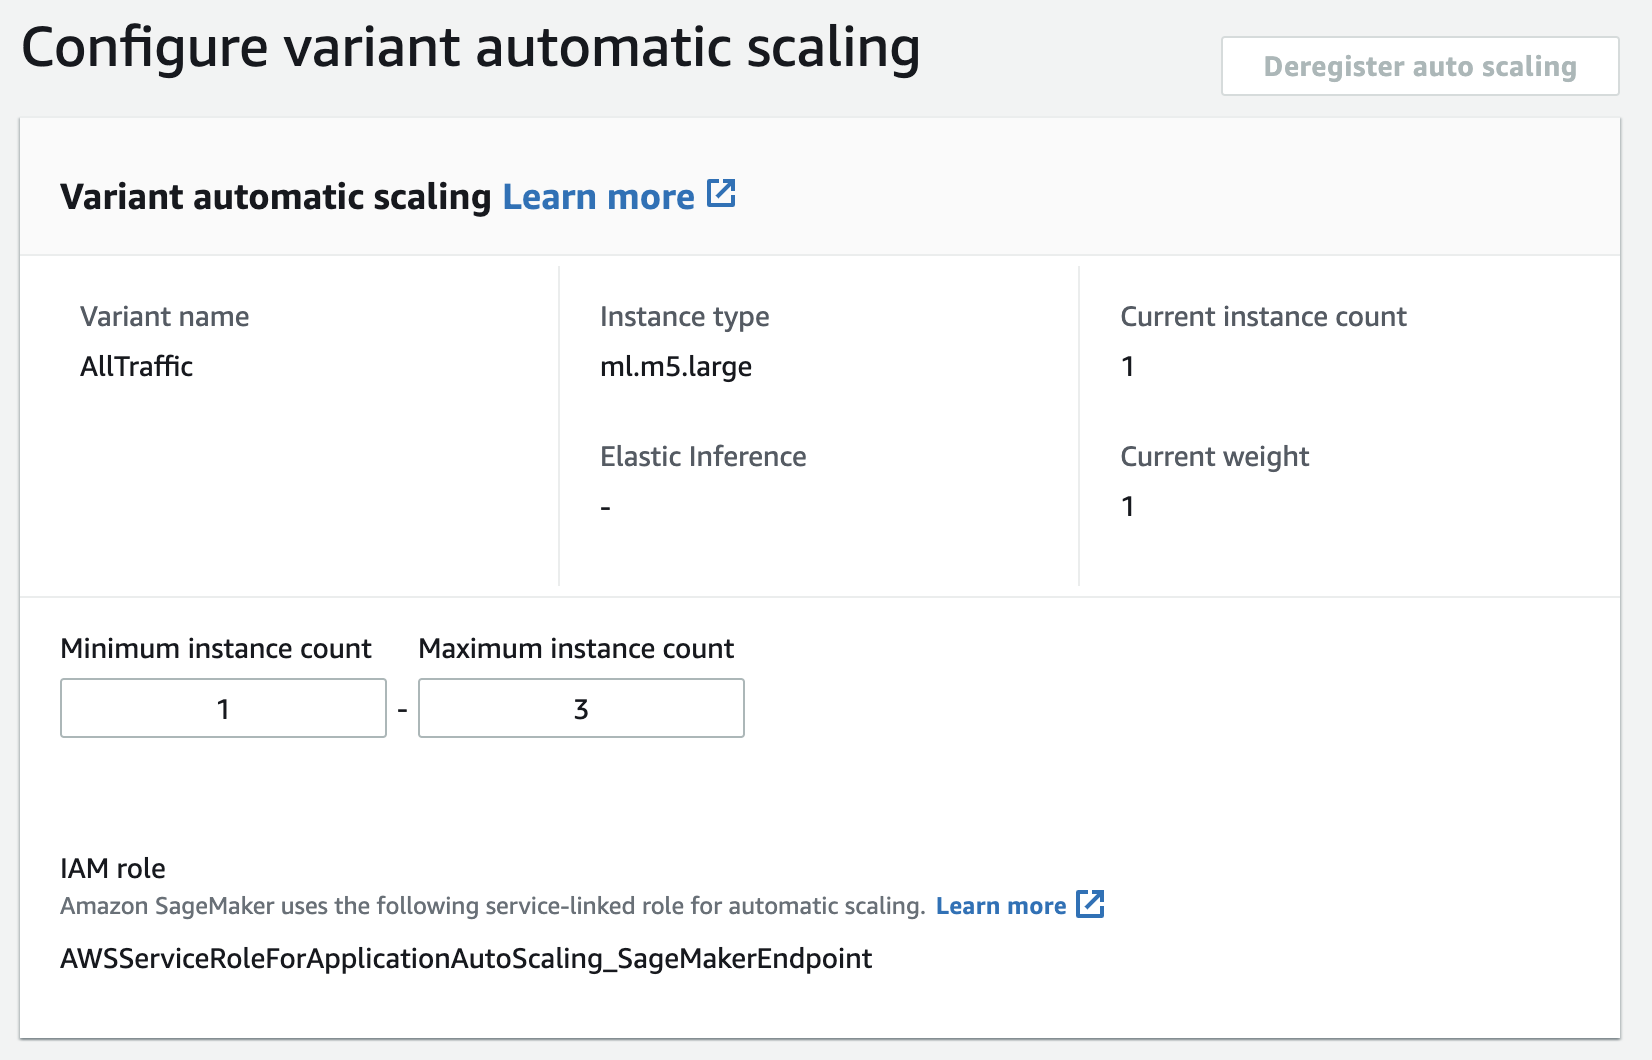 Configure variant automatic scaling
Deregister auto scaling
Variant automatic scaling Learn more
Variant name
AllTraffic
Instance type
ml.m5.large
Elastic Inference
-
Current instance count
1
Current weight
1
Minimum instance count
Maximum instance count
1 - 3
IAM role
Amazon SageMaker uses the following service-linked role for automatic scaling. Learn more
AWSServiceRoleForApplicationAutoScaling_SageMakerEndpoint